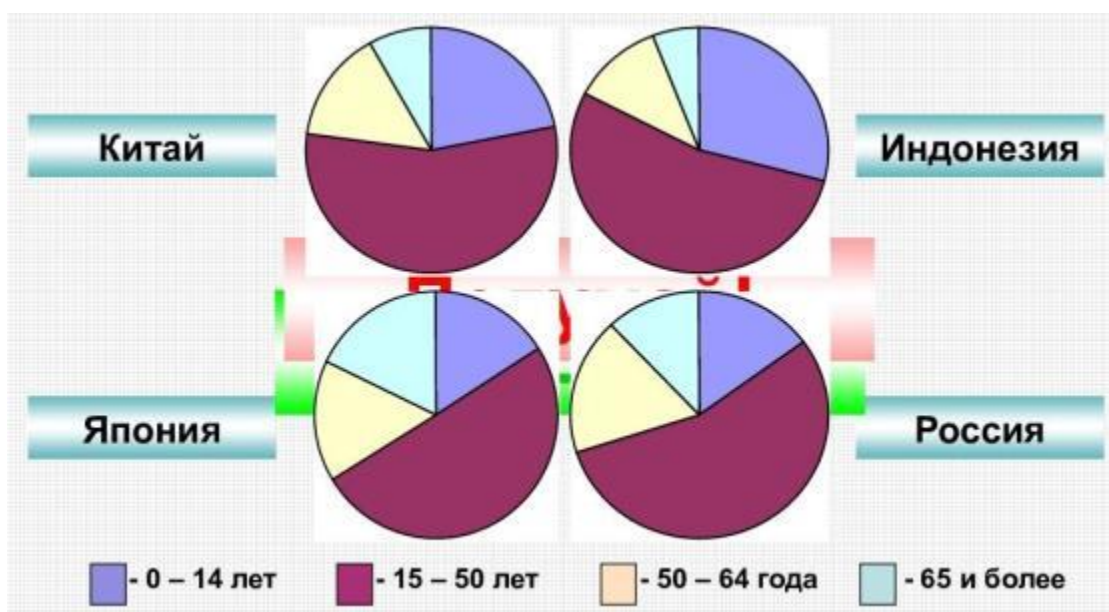 Китай
Индонезия
Япония
Россия
- 0 – 14 лет
- 15 – 50 лет
- 50 – 64 года
- 65 и более